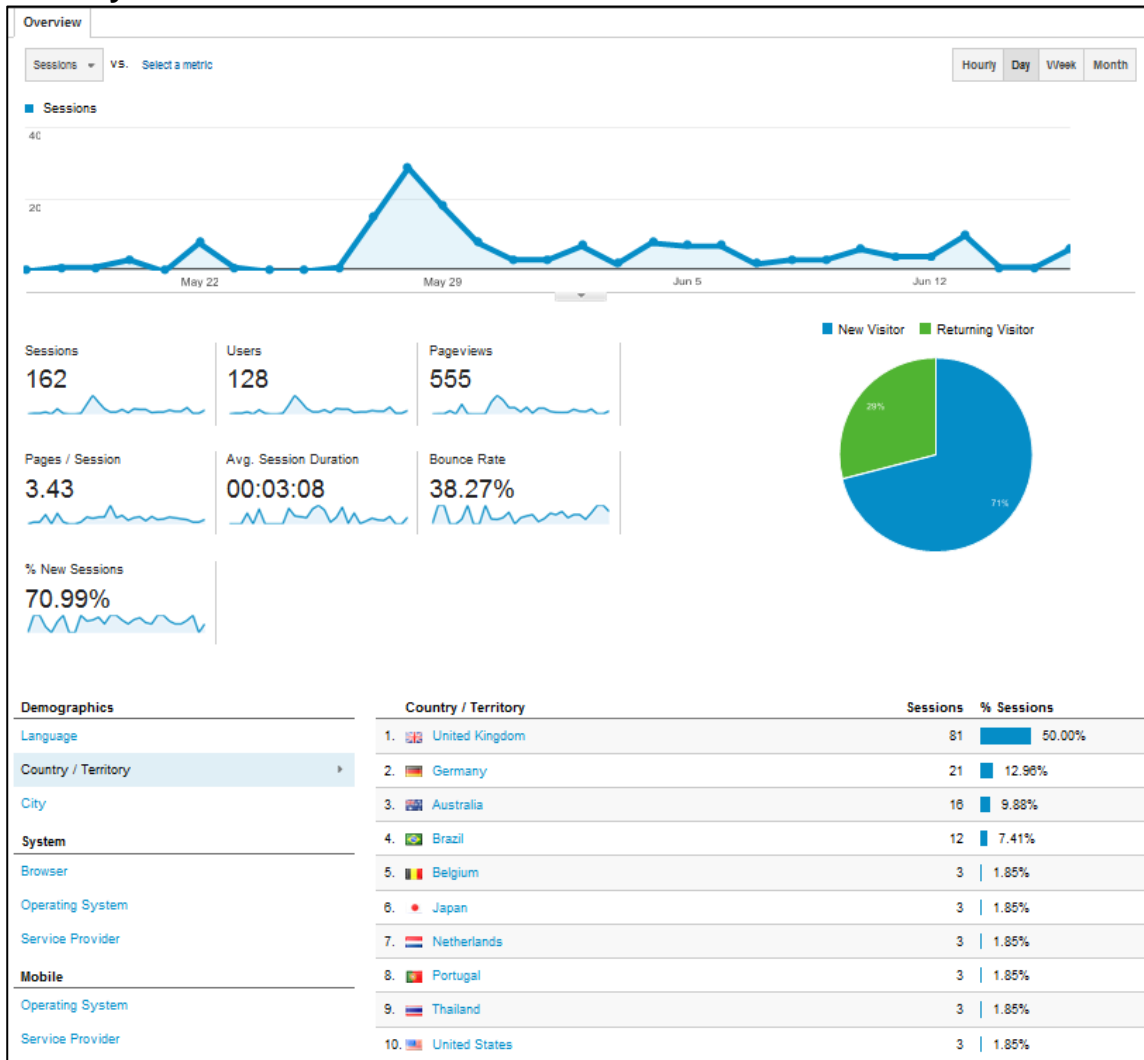 Overview
Sessions vs. Select a metric
Hourly Day Week Month
Sessions
40
20
May 22 May 29 Jun 5 Jun 12
New Visitor Returning Visitor
Sessions Users Pageviews
162 128 555
Pages / Session Avg. Session Duration Bounce Rate
3.43 00:03:08 38.27%
29%
71%
% New Sessions
70.99%
Demographics Country / Territory Sessions % Sessions
Language 1. United Kingdom 81 50.00%
Country / Territory 2. Germany 21 12.96%
City 3. Australia 16 9.88%
System 4. Brazil 12 7.41%
Browser 5. Belgium 3 1.85%
Operating System 6. Japan 3 1.85%
Service Provider 7. Netherlands 3 1.85%
Mobile 8. Portugal 3 1.85%
Operating System 9. Thailand 3 1.85%
Service Provider 10. United States 3 1.85%